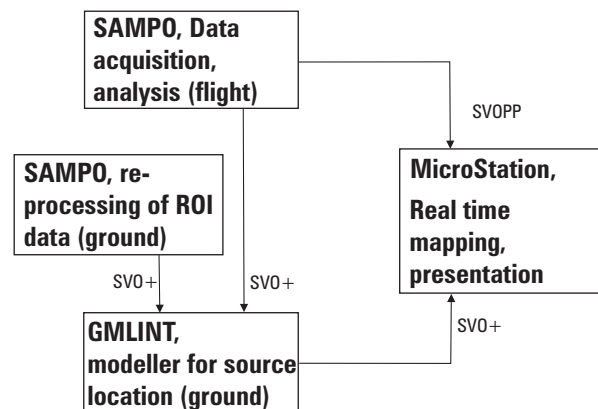 SAMPO, Data
acquisition,
analysis (flight)
SVOPP
SAMPO, re-
processing of ROI
data (ground)
MicroStation,
Real time
mapping,
presentation
SVO+
SVO+
SVO+
GMLINT,
modeller for source
location (ground)